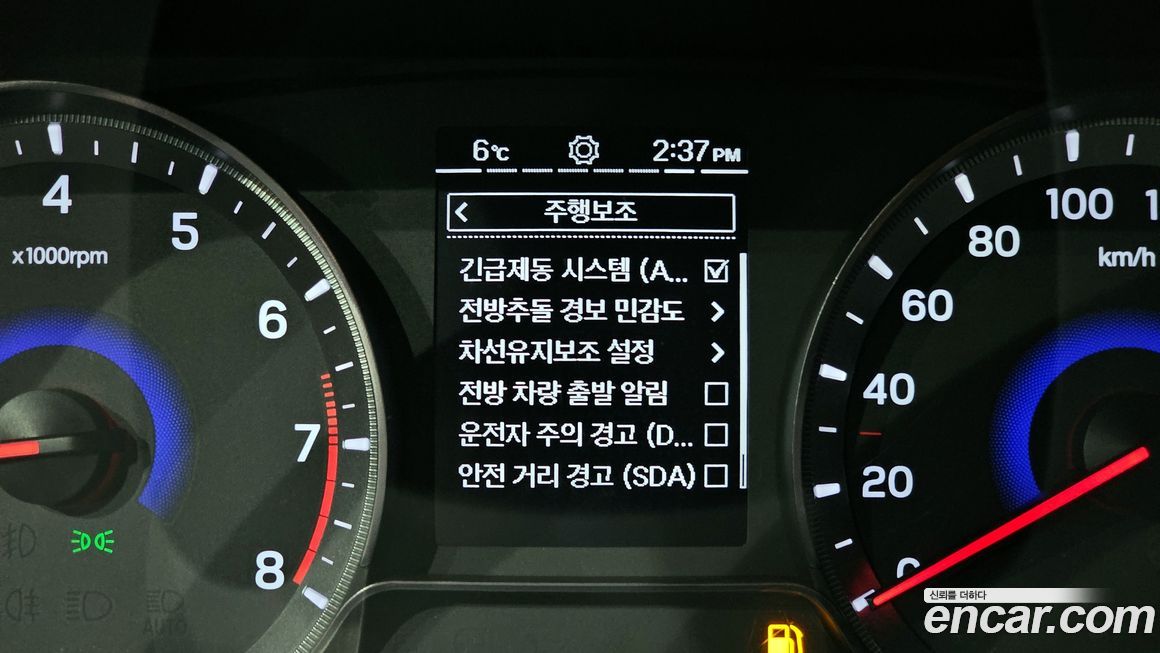 6℃ 2:37 PM
주행보조
긴급제동 시스템 (A...
전방추돌 경보 민감도
차선유지보조 설정
전방 차량 출발 알림
운전자 주의 경고 (D...
안전 거리 경고 (SDA)
4
5
6
7
8
x1000rpm
100
80
60
40
20
0
km/h
AUTO
신뢰를 더하다
encar.com